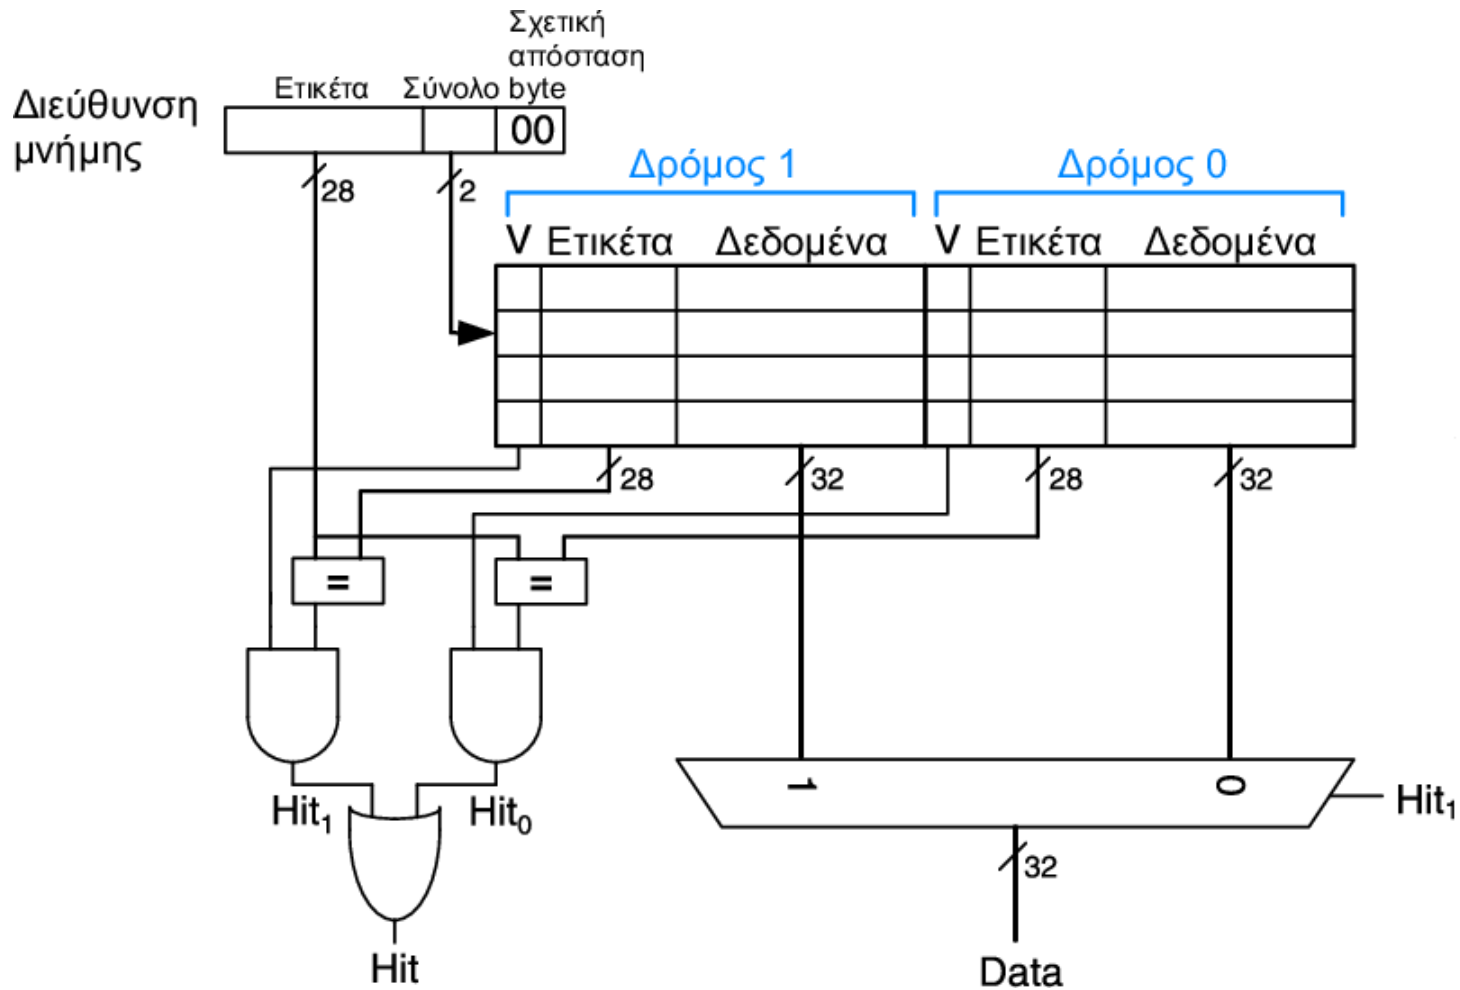 Σχετική
απόσταση
Ετικέτα Σύνολο byte
Διεύθυνση
μνήμης
00
28
2
Δρόμος 1 Δρόμος 0
V Ετικέτα Δεδομένα V Ετικέτα Δεδομένα
28 32 28 32
= =
1 0
Hit1 Hit0 Hit1
32
Hit Data